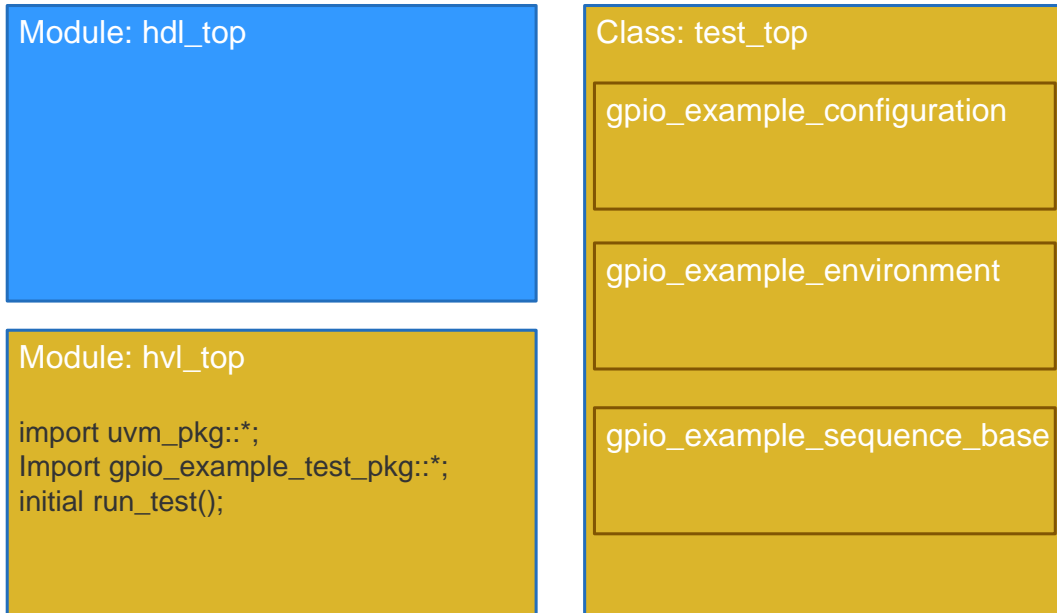 Module: hdl_top
Module: hvl_top
import uvm_pkg::*;
Import gpio_example_test_pkg::*;
initial run_test();
Class: test_top
gpio_example_configuration
gpio_example_environment
gpio_example_sequence_base